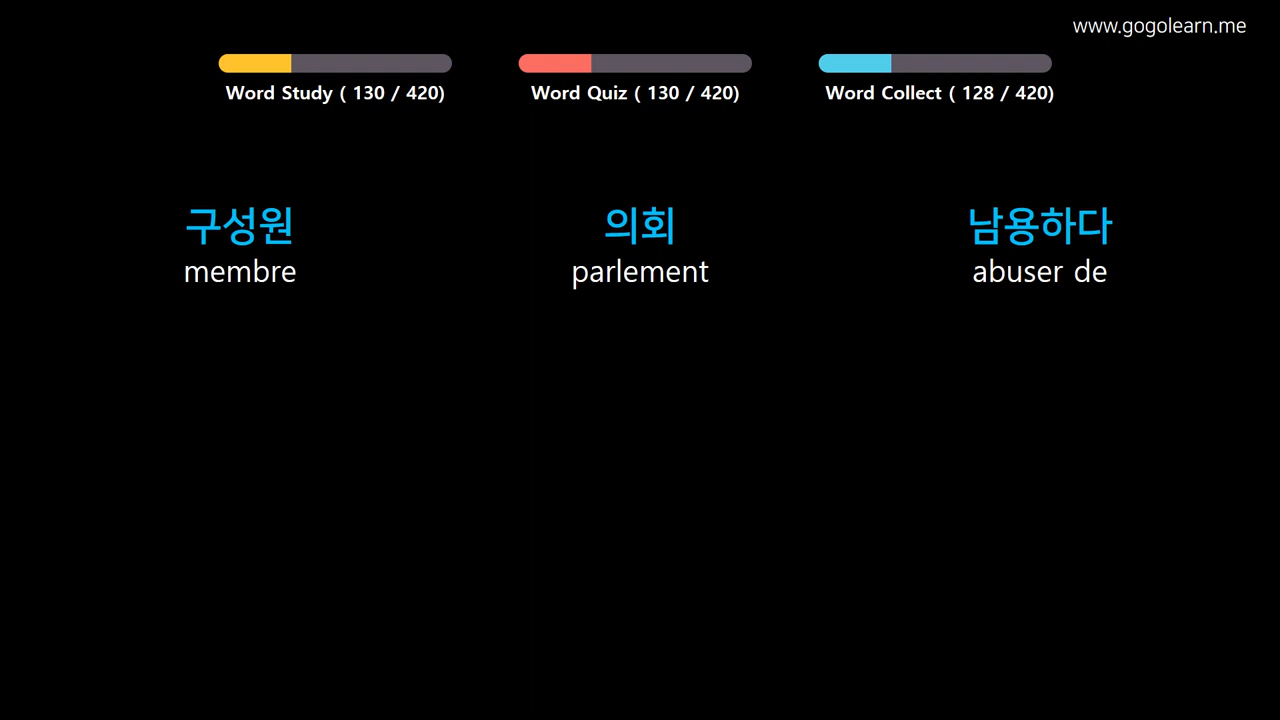 www.gogolearn.me
Word Study ( 130 / 420)
Word Quiz ( 130 / 420)
Word Collect ( 128 / 420)
구성원
membre
의회
parlement
남용하다
abuser de